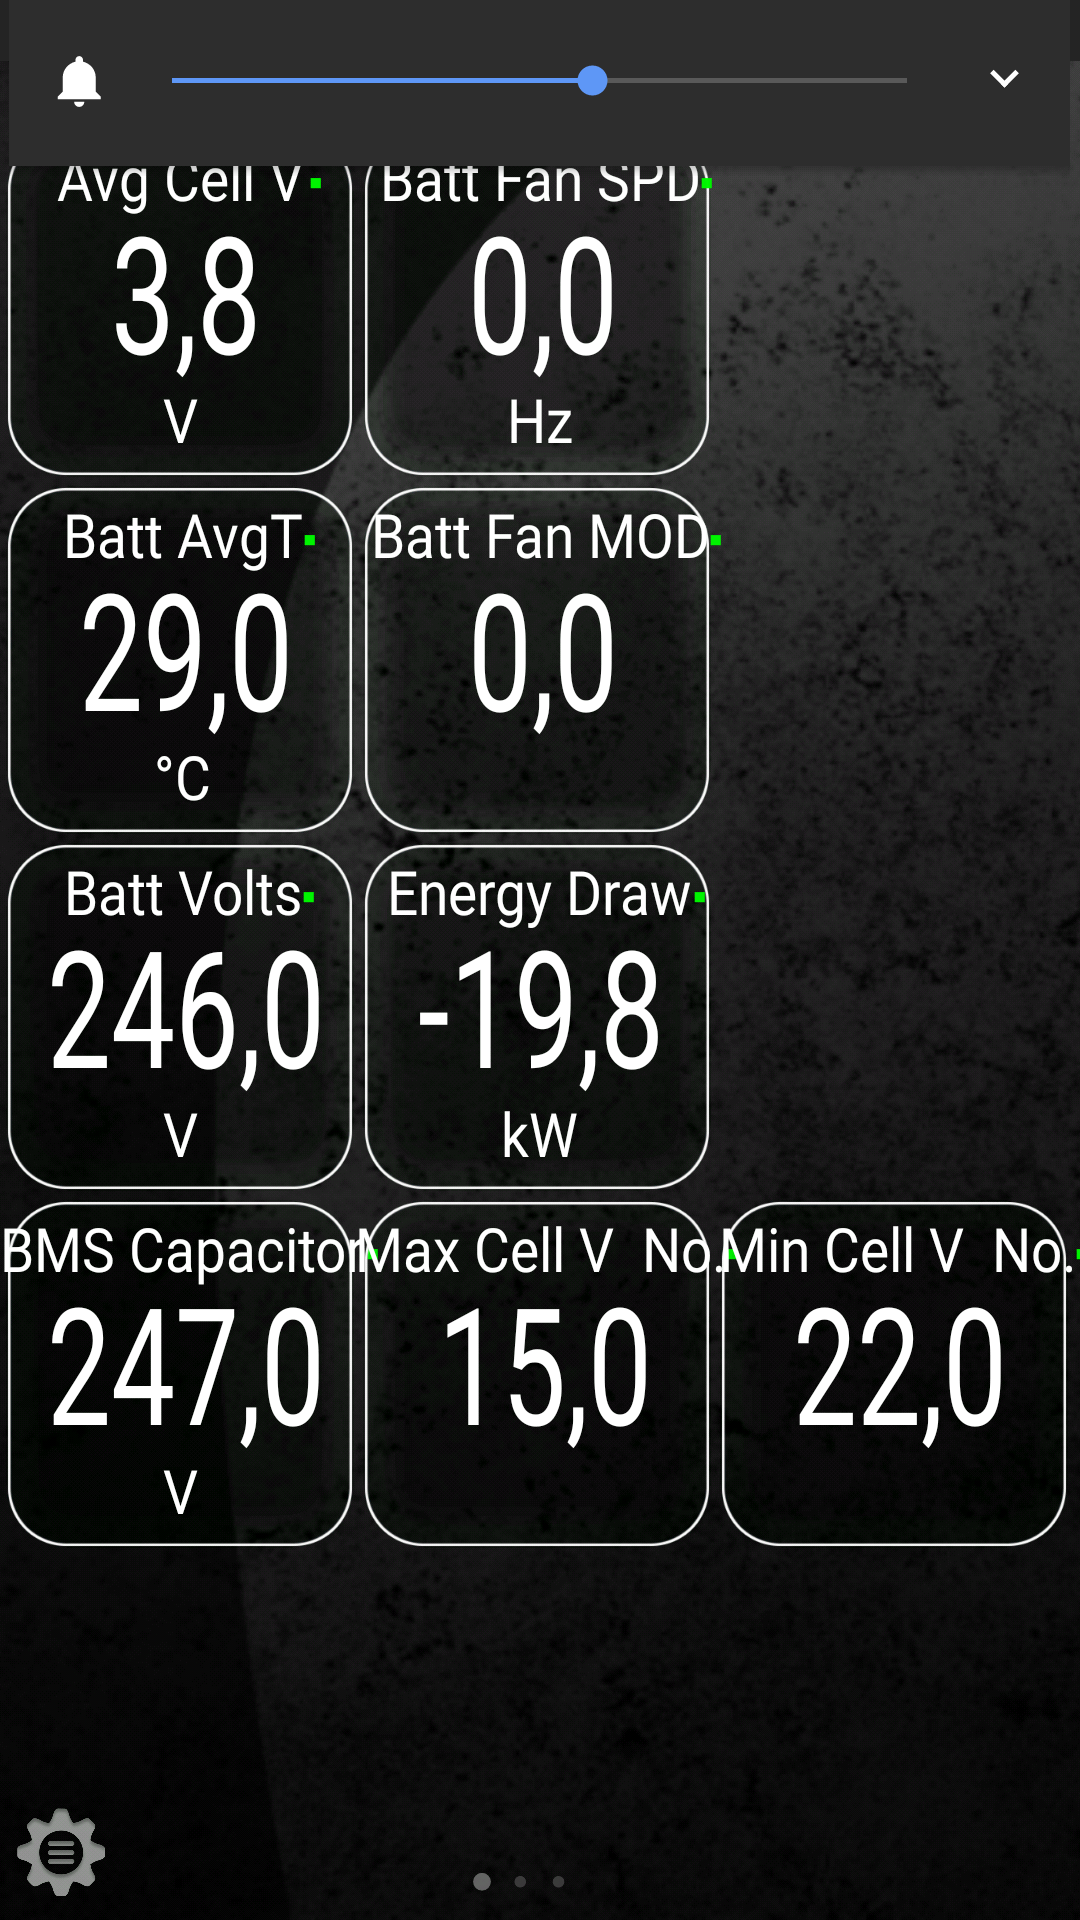 Avg Cell V
Batt Fan SPD
3,8
0,0
V
Hz
Batt AvgT
Batt Fan MOD
29,0
0,0
°C
Batt Volts
Energy Draw
246,0
-19,8
V
kW
BMS Capacitor
Max Cell V No.
Min Cell V No.
247,0
15,0
22,0
V